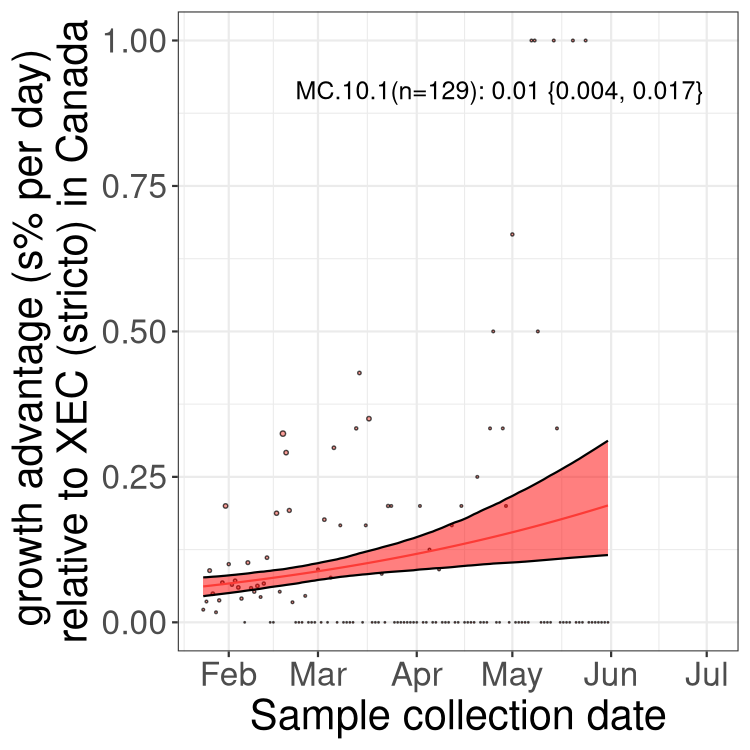 growth advantage (s% per day)
relative to XEC (stricto) in Canada
1.00
0.75
0.50
0.25
0.00
MC.10.1(n=129): 0.01 {0.004, 0.017}
Feb Mar Apr May Jun Jul
Sample collection date